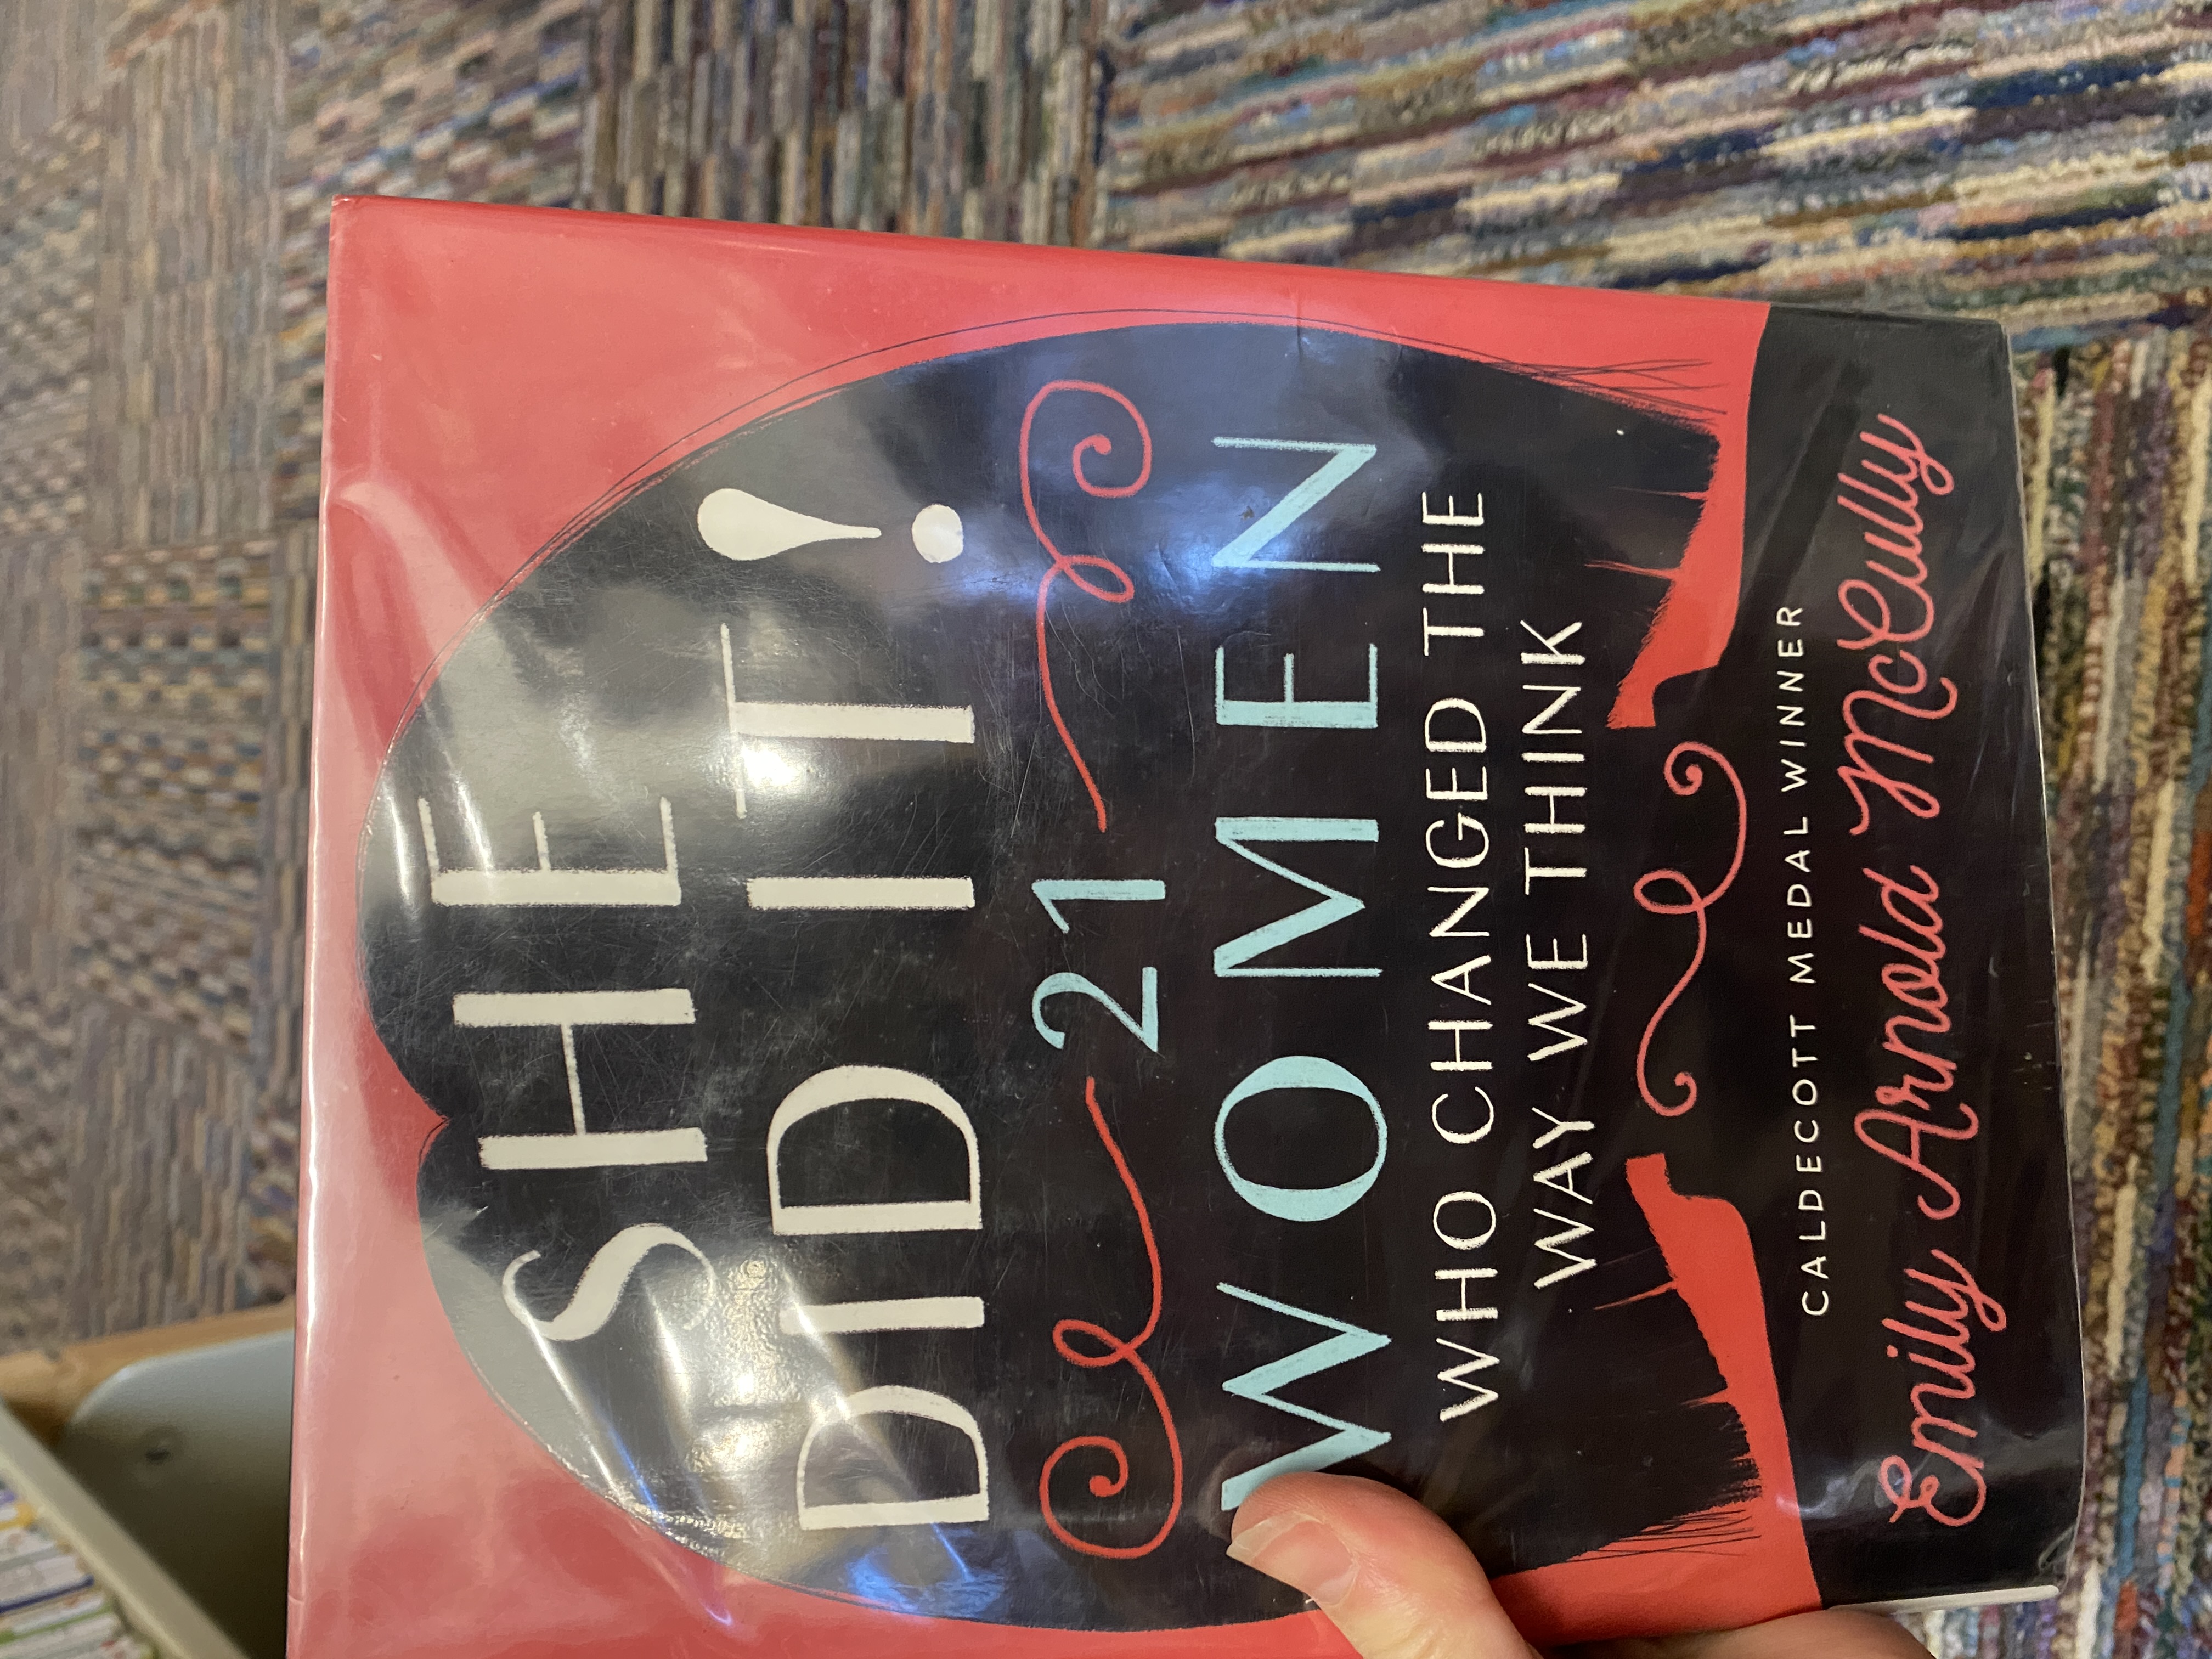 SHE
DID IT!
21
WOMEN
WHO CHANGED THE
WAY WE THINK
CALDECOTT MEDAL WINNER
Emily Arnold McCully